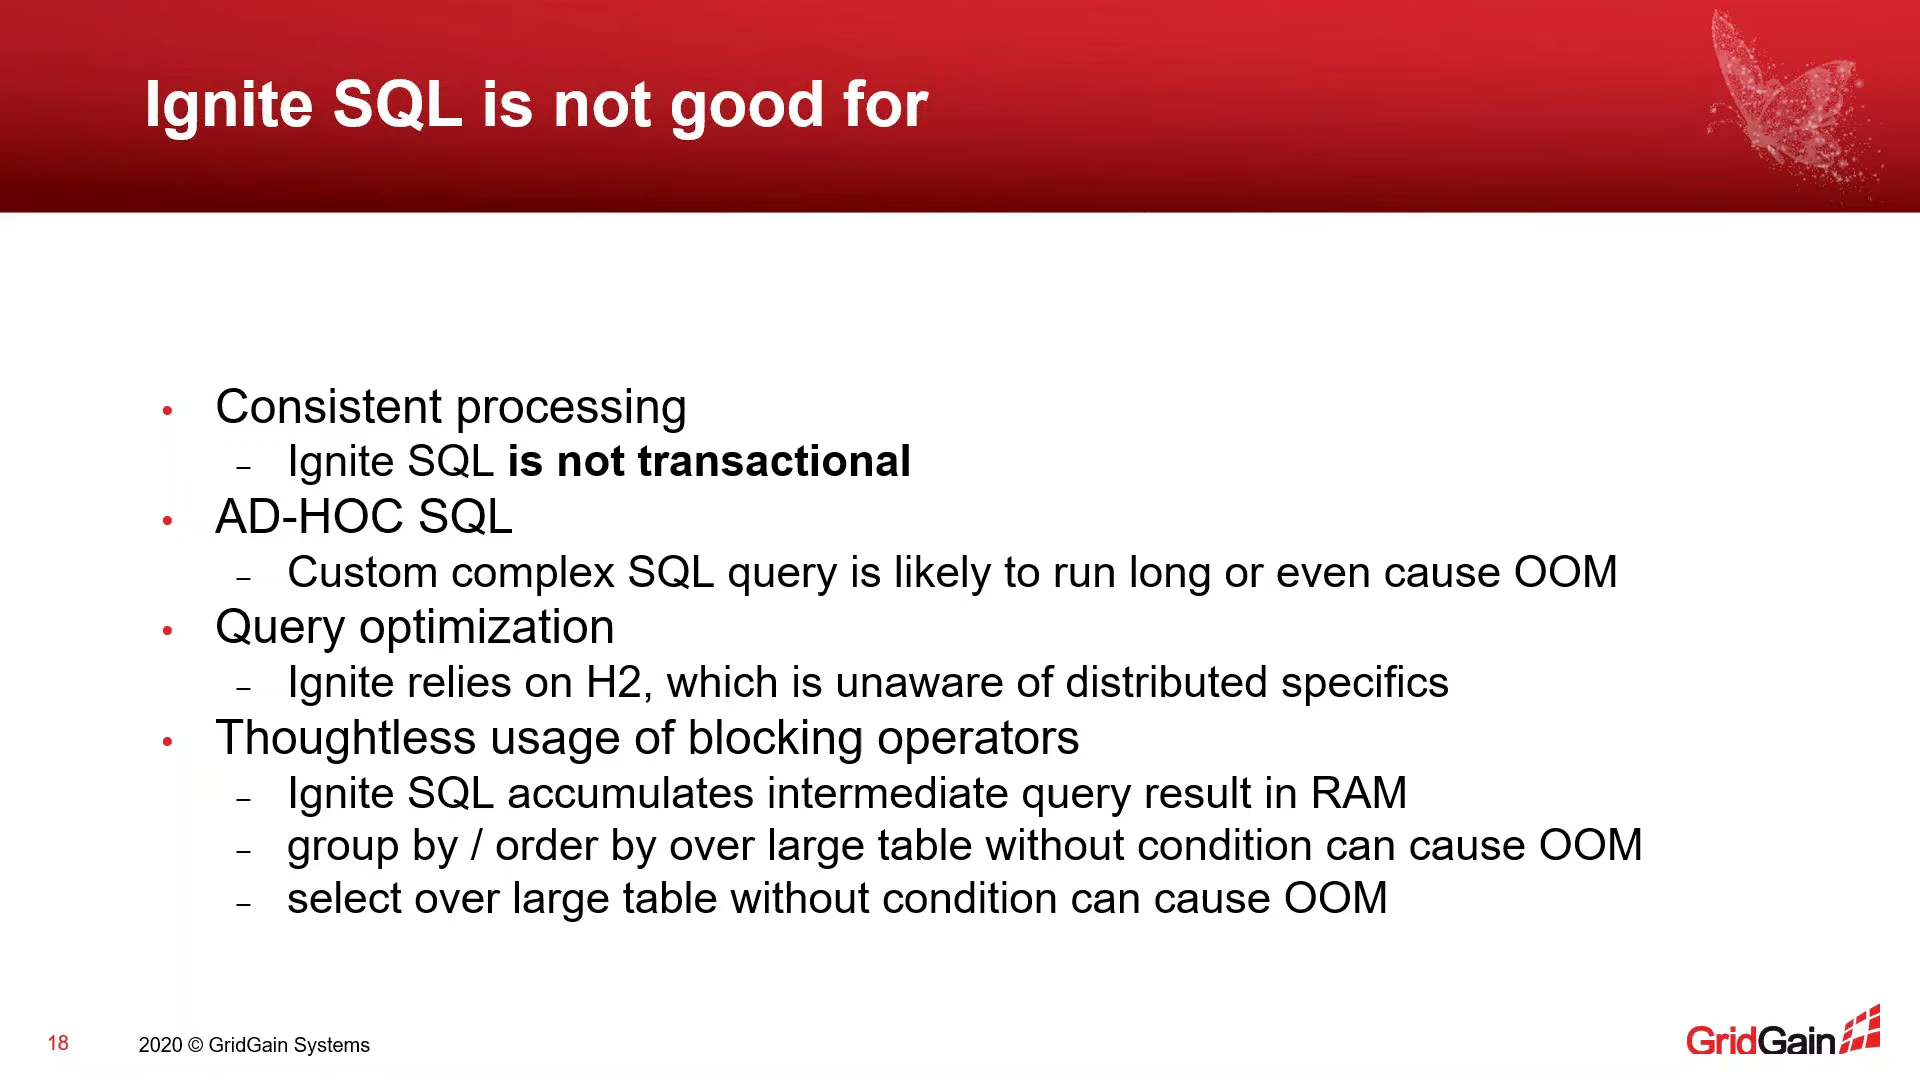 Ignite SQL is not good for
• Consistent processing
– Ignite SQL is not transactional
• AD-HOC SQL
– Custom complex SQL query is likely to run long or even cause OOM
• Query optimization
– Ignite relies on H2, which is unaware of distributed specifics
• Thoughtless usage of blocking operators
– Ignite SQL accumulates intermediate query result in RAM
– group by / order by over large table without condition can cause OOM
– select over large table without condition can cause OOM
18 2020 © GridGain Systems
GridGain